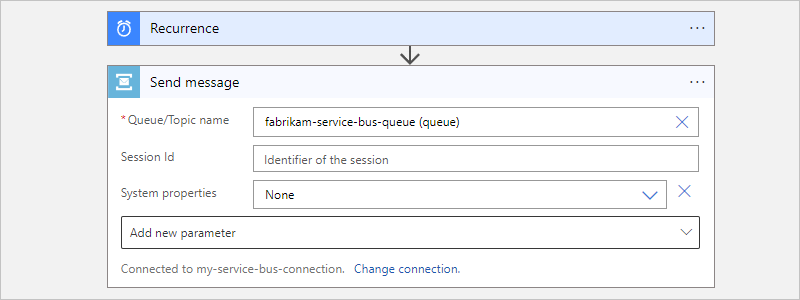 Recurrence
Send message
*Queue/Topic name fabrikam-service-bus-queue (queue)
Session Id Identifier of the session
System properties None
Add new parameter
Connected to my-service-bus-connection. Change connection.